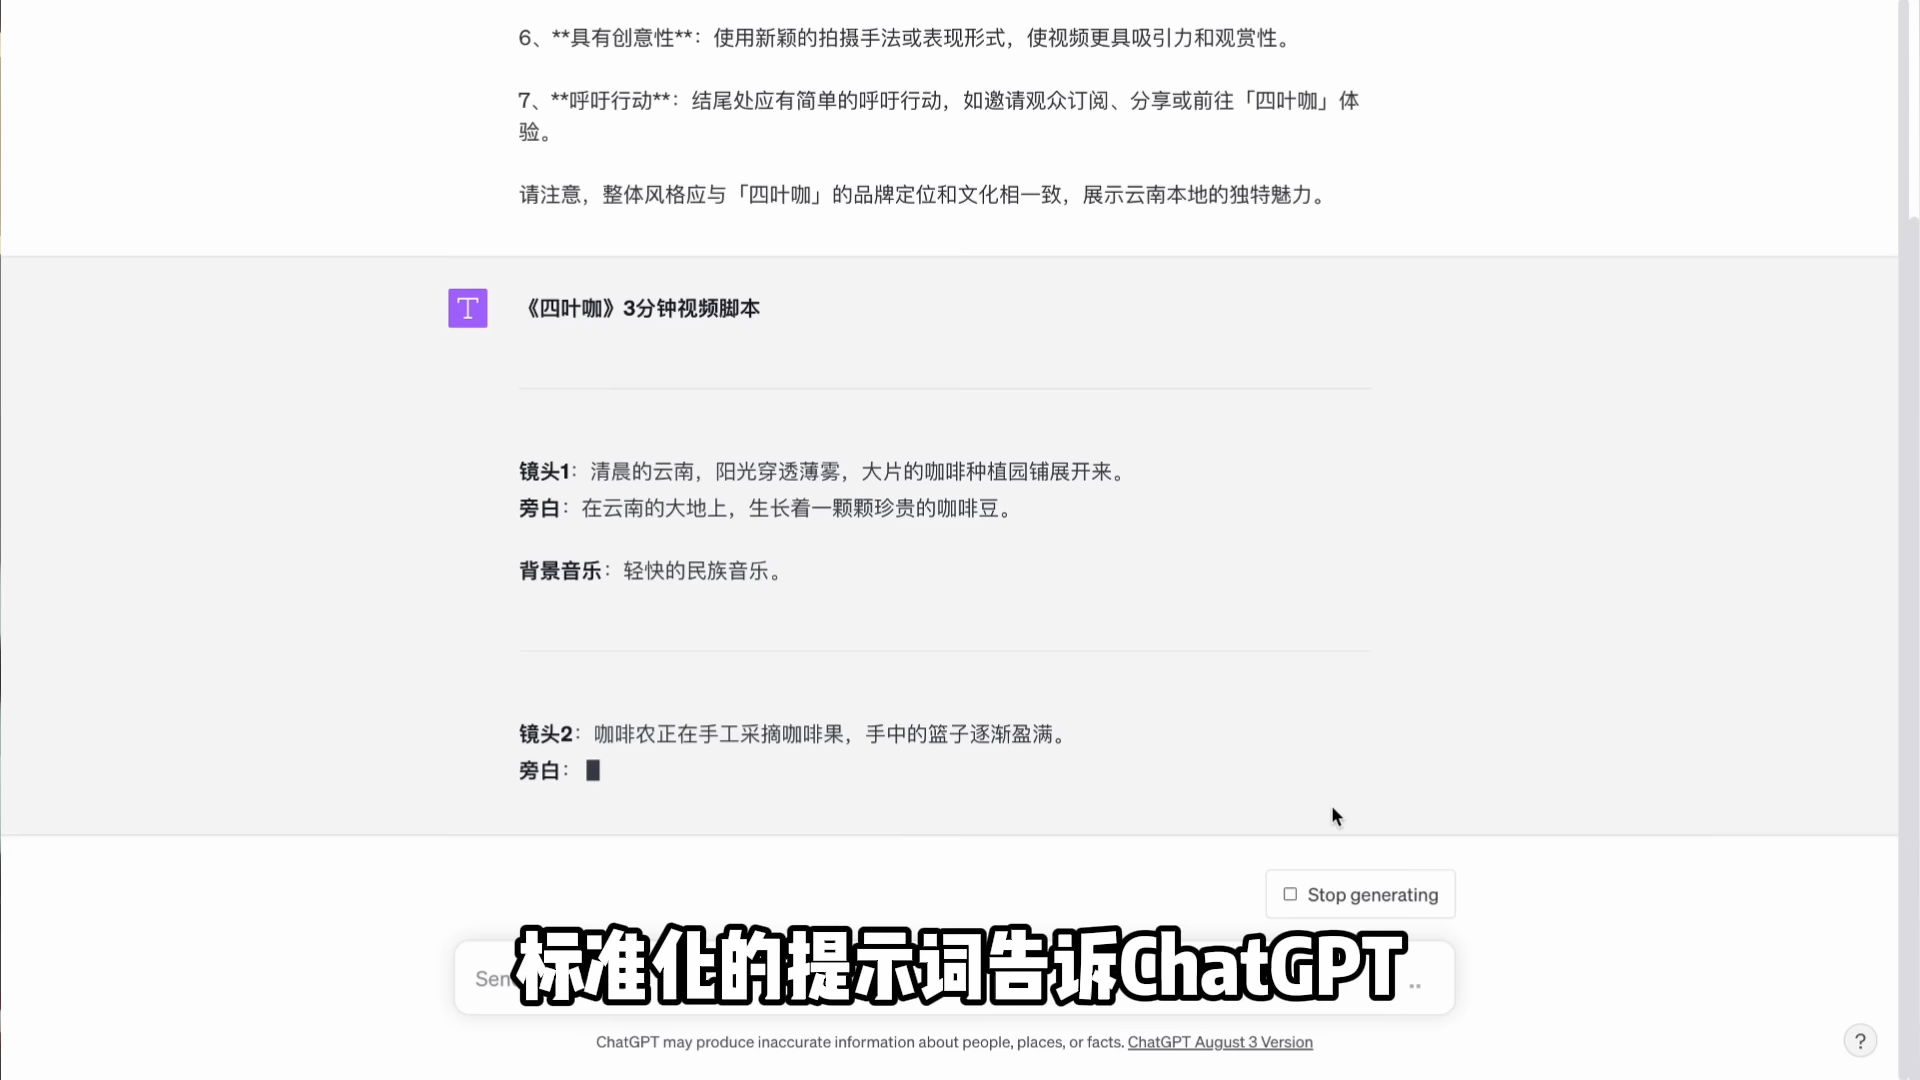 6、**具有创意性**：使用新颖的拍摄手法或表现形式，使视频更具吸引力和观赏性。
7、**呼吁行动**：结尾处应有简单的呼吁行动，如邀请观众订阅、分享或前往「四叶咖」体
验。
请注意，整体风格应与「四叶咖」的品牌定位和文化相一致，展示云南本地的独特魅力。
T
《四叶咖》3分钟视频脚本
镜头1：清晨的云南，阳光穿透薄雾，大片的咖啡种植园铺展开来。
旁白：在云南的大地上，生长着一颗颗珍贵的咖啡豆。
背景音乐：轻快的民族音乐。
镜头2：咖啡农正在手工采摘咖啡果，手中的篮子逐渐盈满。
旁白：
Stop generating
标准化的提示词告诉ChatGPT
ChatGPT may produce inaccurate information about people, places, or facts. ChatGPT August 3 Version
?